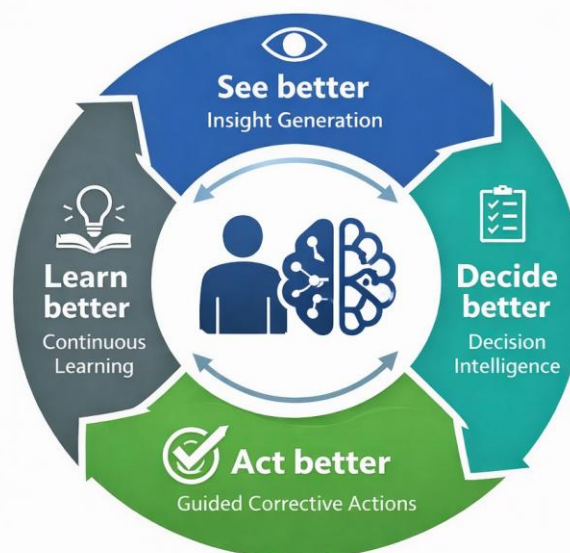 See better
Insight Generation
Decide
better
Decision
Intelligence
Act better
Guided Corrective Actions
Learn
better
Continuous
Learning